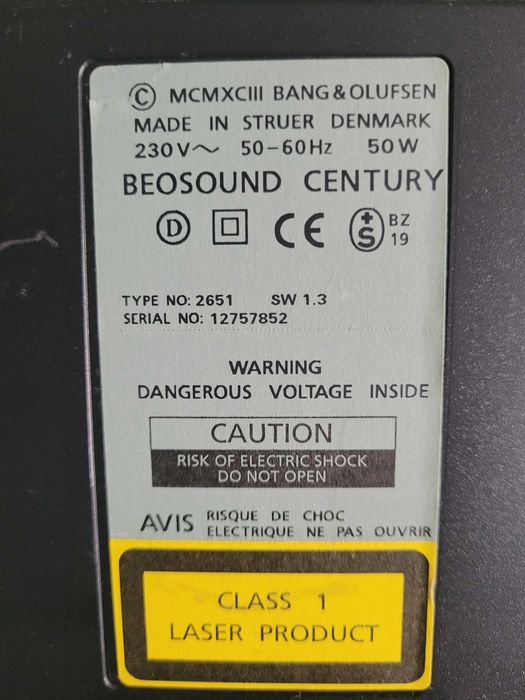 © MCMXCIII BANG & OLUFSEN
MADE IN STRUER DENMARK
230V~ 50-60Hz 50W
BEOSOUND CENTURY
D CE +S BZ 19
TYPE NO: 2651 SW 1.3
SERIAL NO: 12757852
WARNING
DANGEROUS VOLTAGE INSIDE
CAUTION
RISK OF ELECTRIC SHOCK
DO NOT OPEN
AVIS RISQUE DE CHOC
ELECTRIQUE NE PAS OUVRIR
CLASS 1
LASER PRODUCT